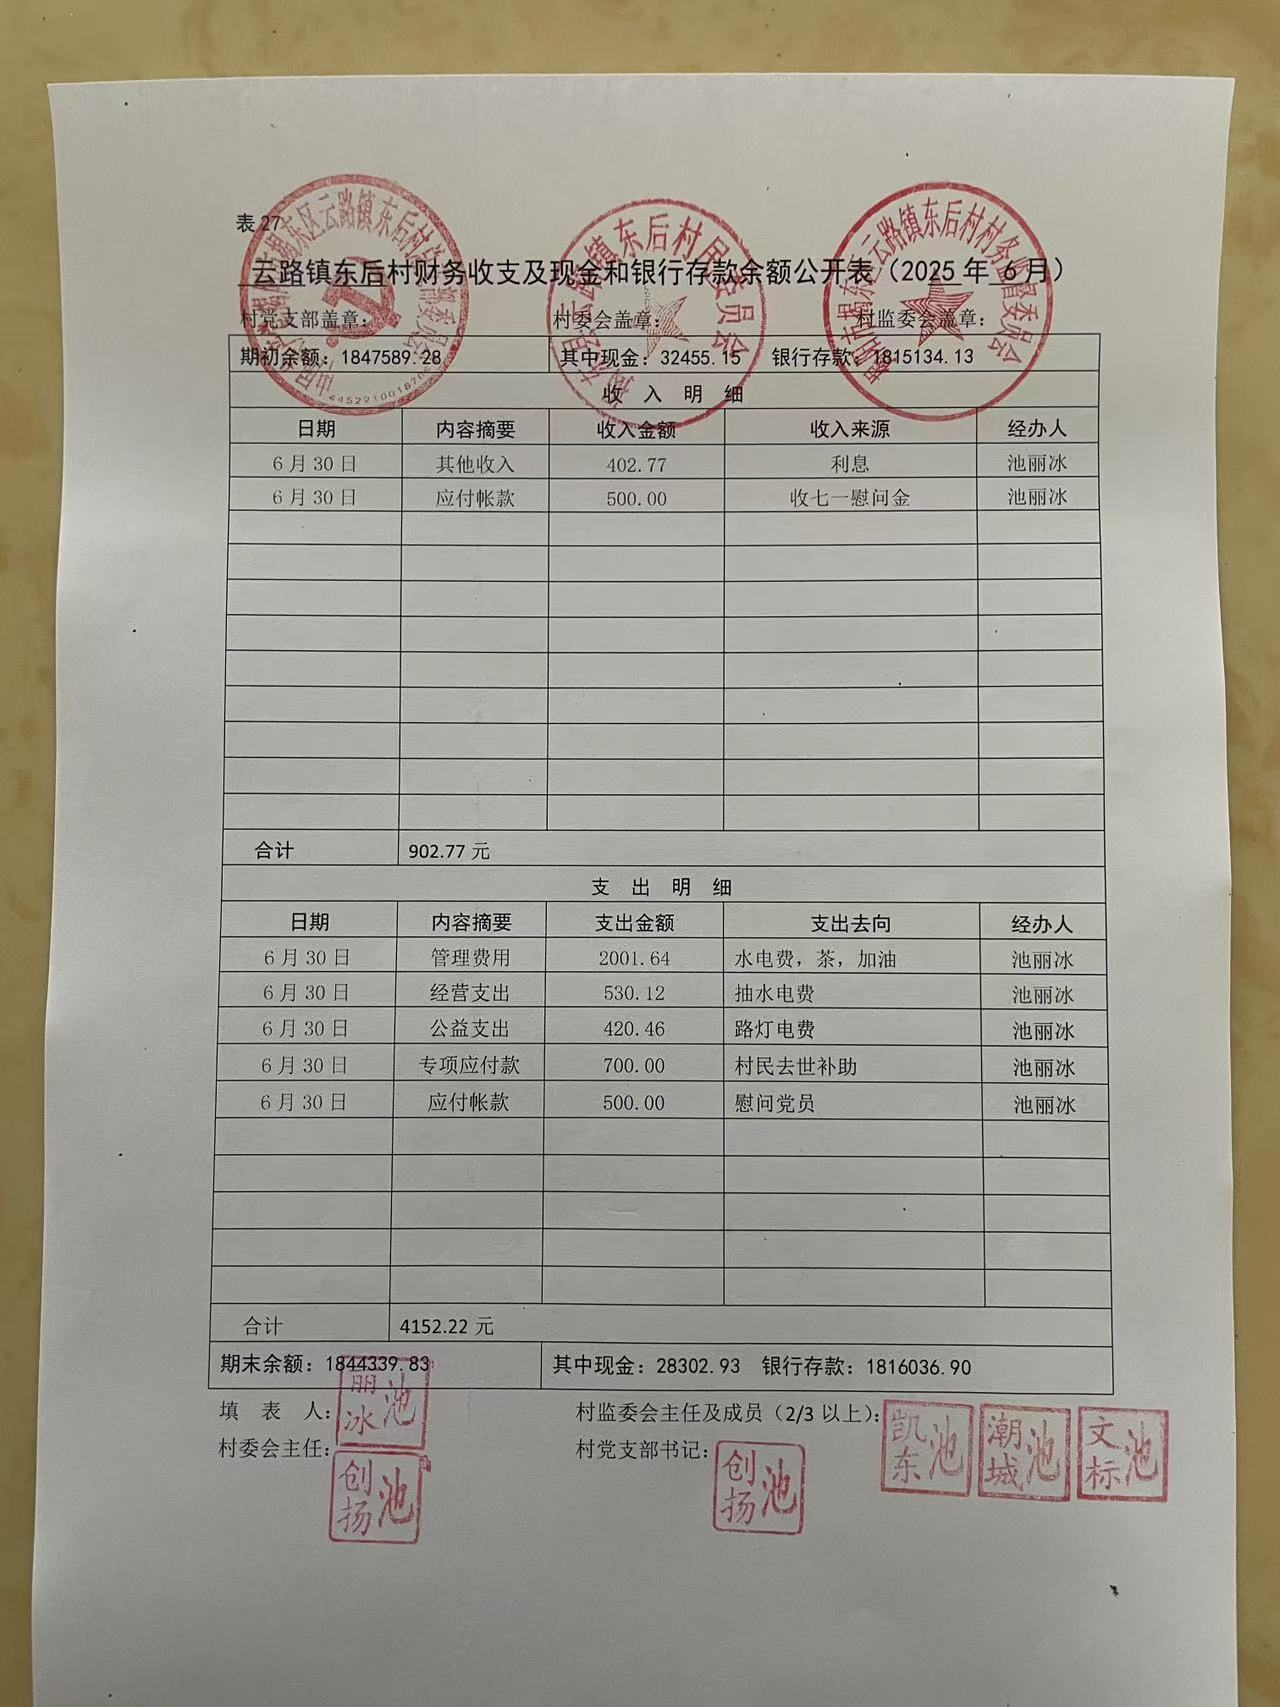 表 27
云路镇东后村财务收支及现金和银行存款余额公开表（2025 年 6 月）
村党支部盖章： 村委会盖章： 村监委会盖章：
期初余额：1847589.28 其中现金：32455.15 银行存款：1815134.13
收 入 明 细
日期 内容摘要 收入金额 收入来源 经办人
6 月 30 日 其他收入 402.77 利息 池丽冰
6 月 30 日 应付帐款 500.00 收七一慰问金 池丽冰
合计 902.77 元
支 出 明 细
日期 内容摘要 支出金额 支出去向 经办人
6 月 30 日 管理费用 2001.64 水电费，茶，加油 池丽冰
6 月 30 日 经营支出 530.12 抽水电费 池丽冰
6 月 30 日 公益支出 420.46 路灯电费 池丽冰
6 月 30 日 专项应付款 700.00 村民去世补助 池丽冰
6 月 30 日 应付帐款 500.00 慰问党员 池丽冰
合计 4152.22 元
期末余额：1844339.83 其中现金：28302.93 银行存款：1816036.90
填 表 人： 池丽冰 村监委会主任及成员（2/3 以上）： 池凯东 池潮城 池文标
村委会主任： 池创扬 村党支部书记： 池创扬